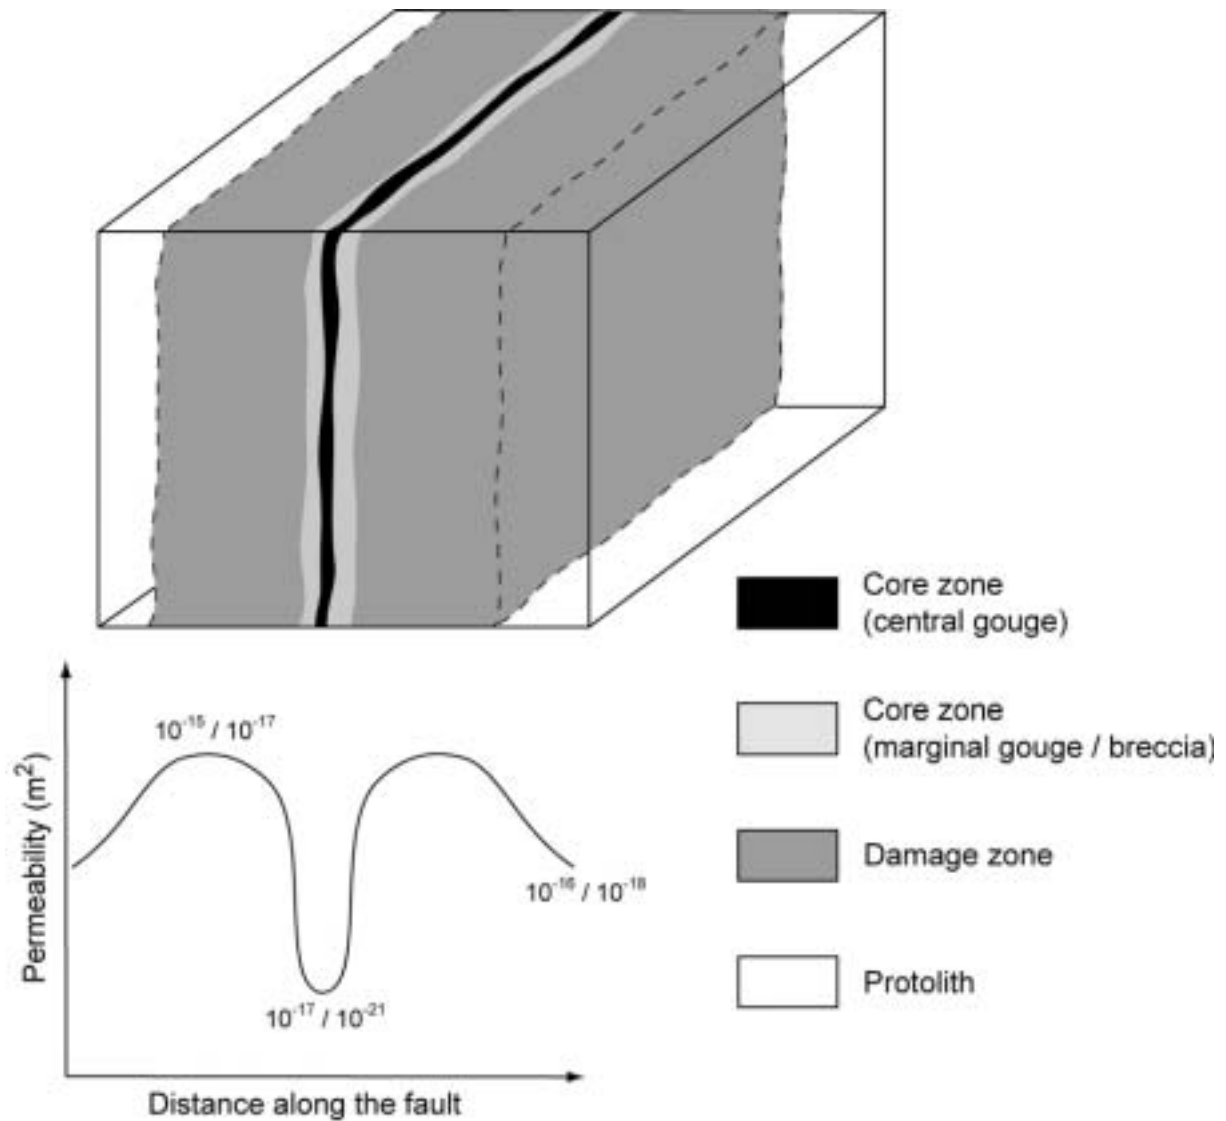 Core zone
(central gouge)
Core zone
(marginal gouge / breccia)
Damage zone
Protolith
Permeability (m²)
10⁻¹⁵ / 10⁻¹⁷
10⁻¹⁶ / 10⁻¹⁸
10⁻¹⁷ / 10⁻²¹
Distance along the fault